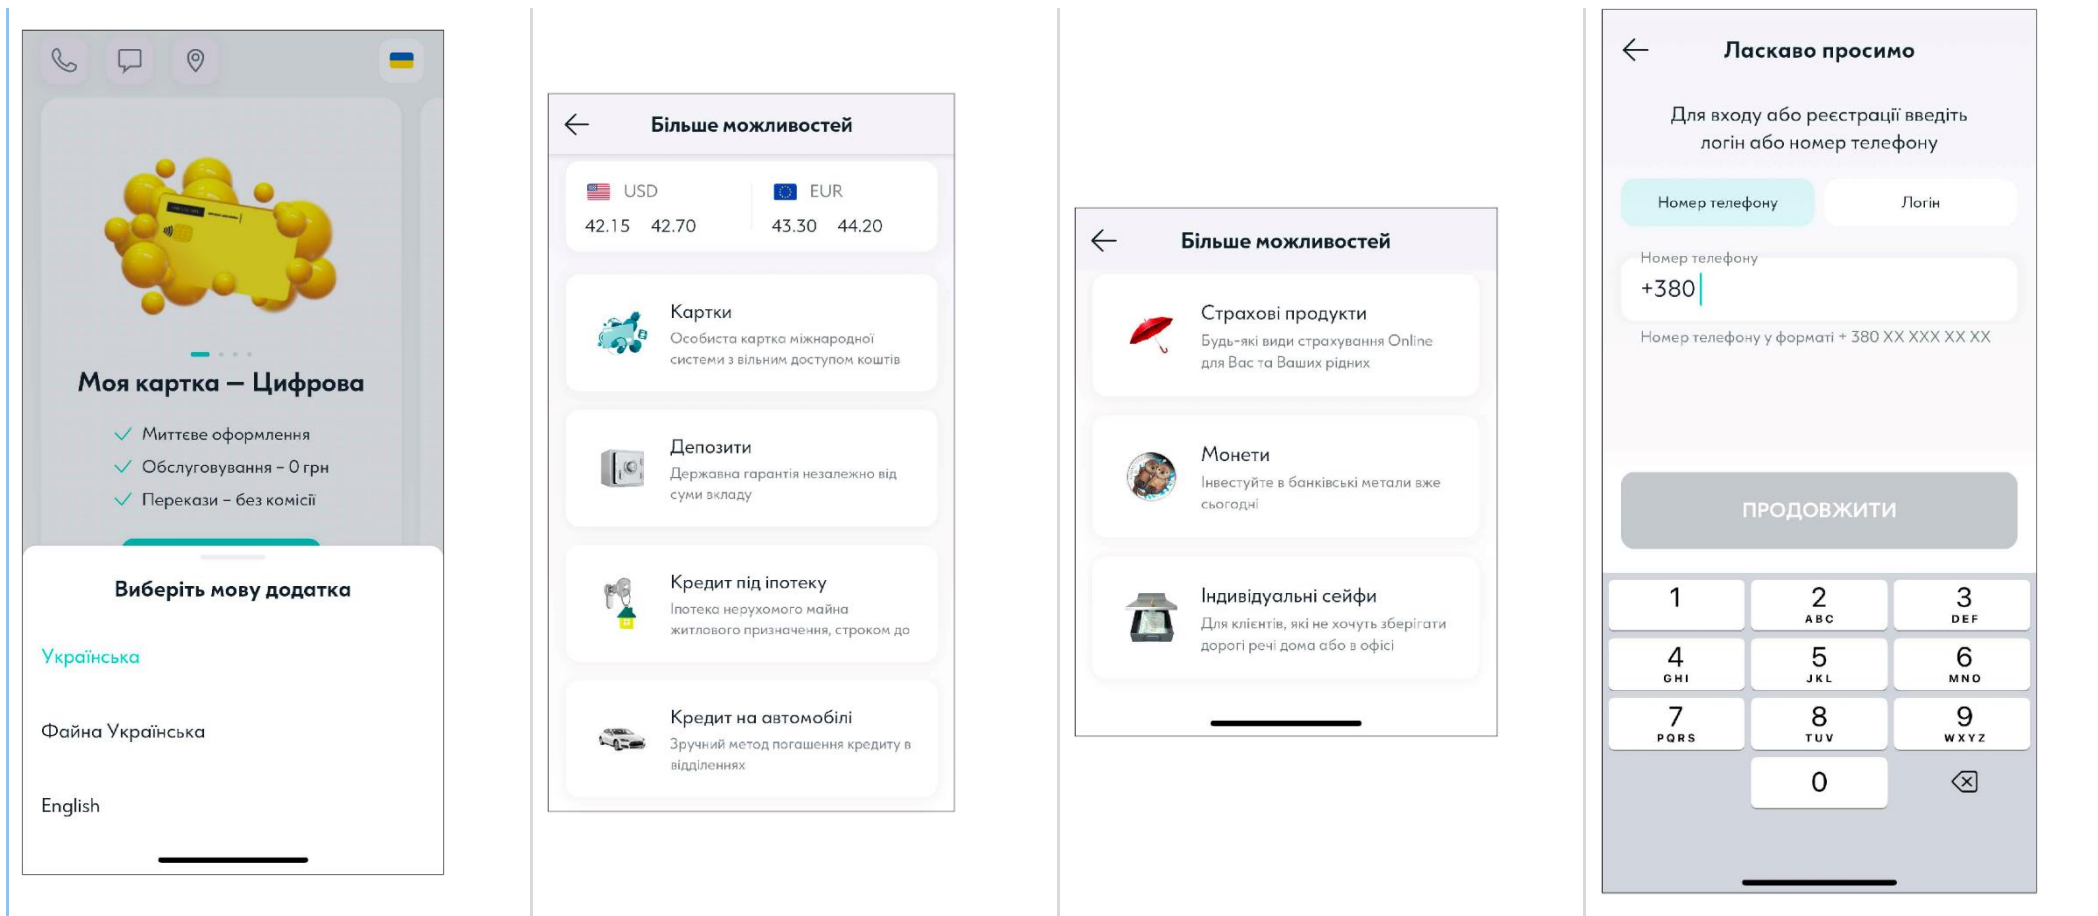 Моя картка – Цифрова
Миттєве оформлення
Обслуговування – 0 грн
Перекази – без комісії
Виберіть мову додатка
Українська
Файна Українська
English
Більше можливостей
USD
EUR
42.15 42.70
43.30 44.20
Картки
Особиста картка міжнародної
системи з вільним доступом коштів
Депозити
Державна гарантія незалежно від
суми вкладу
Кредит під іпотеку
Іпотека нерухомого майна
житлового призначення, строком до
Кредит на автомобілі
Зручний метод погашення кредиту в
відділеннях
Більше можливостей
Страхові продукти
Будь-які види страхування Online
для Вас та Ваших рідних
Монети
Інвестуйте в банківські метали вже
сьогодні
Індивідуальні сейфи
Для клієнтів, які не хочуть зберігати
дорогі речі дома або в офісі
Ласкаво просимо
Для входу або реєстрації введіть
логін або номер телефону
Номер телефону
Логін
Номер телефону
+380
Номер телефону у форматі + 380 XX XXX XX XX
ПРОДОВЖИТИ
1 2 3
ABC DEF
4 5 6
GHI JKL MNO
7 8 9
PQRS TUV WXYZ
0